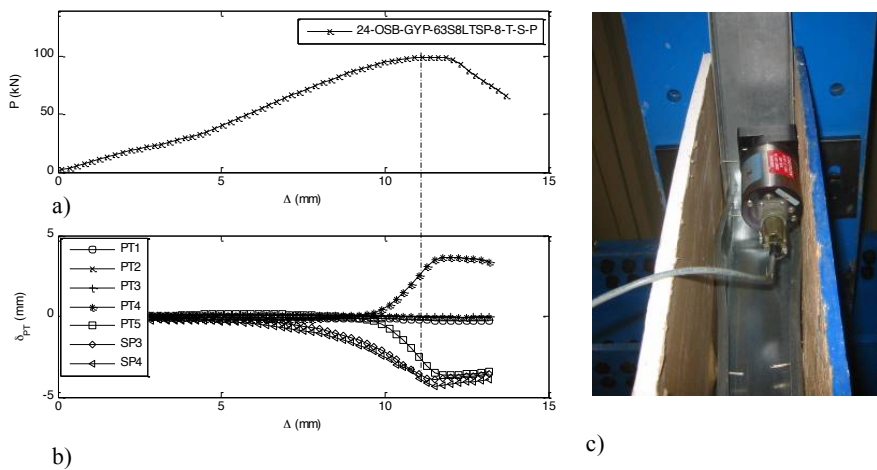 24-OSB-GYP-63S8LTSP-8-T-S-P
100
50
0
P (kN)
0
5
10
15
Δ (mm)
a)
PT1
PT2
PT3
PT4
PT5
SP3
SP4
5
0
-5
δPT (mm)
0
5
10
15
Δ (mm)
b)
c)